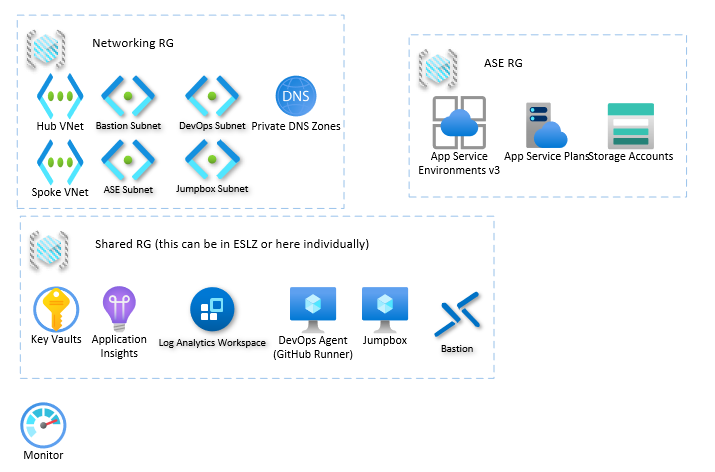 Networking RG
Hub VNet
Bastion Subnet
DevOps Subnet
DNS
Private DNS Zones
Spoke VNet
ASE Subnet
Jumpbox Subnet
ASE RG
App Service
Environments v3
App Service Plans
Storage Accounts
Shared RG (this can be in ESLZ or here individually)
Key Vaults
Application
Insights
Log Analytics Workspace
DevOps Agent
(GitHub Runner)
Jumpbox
Bastion
Monitor